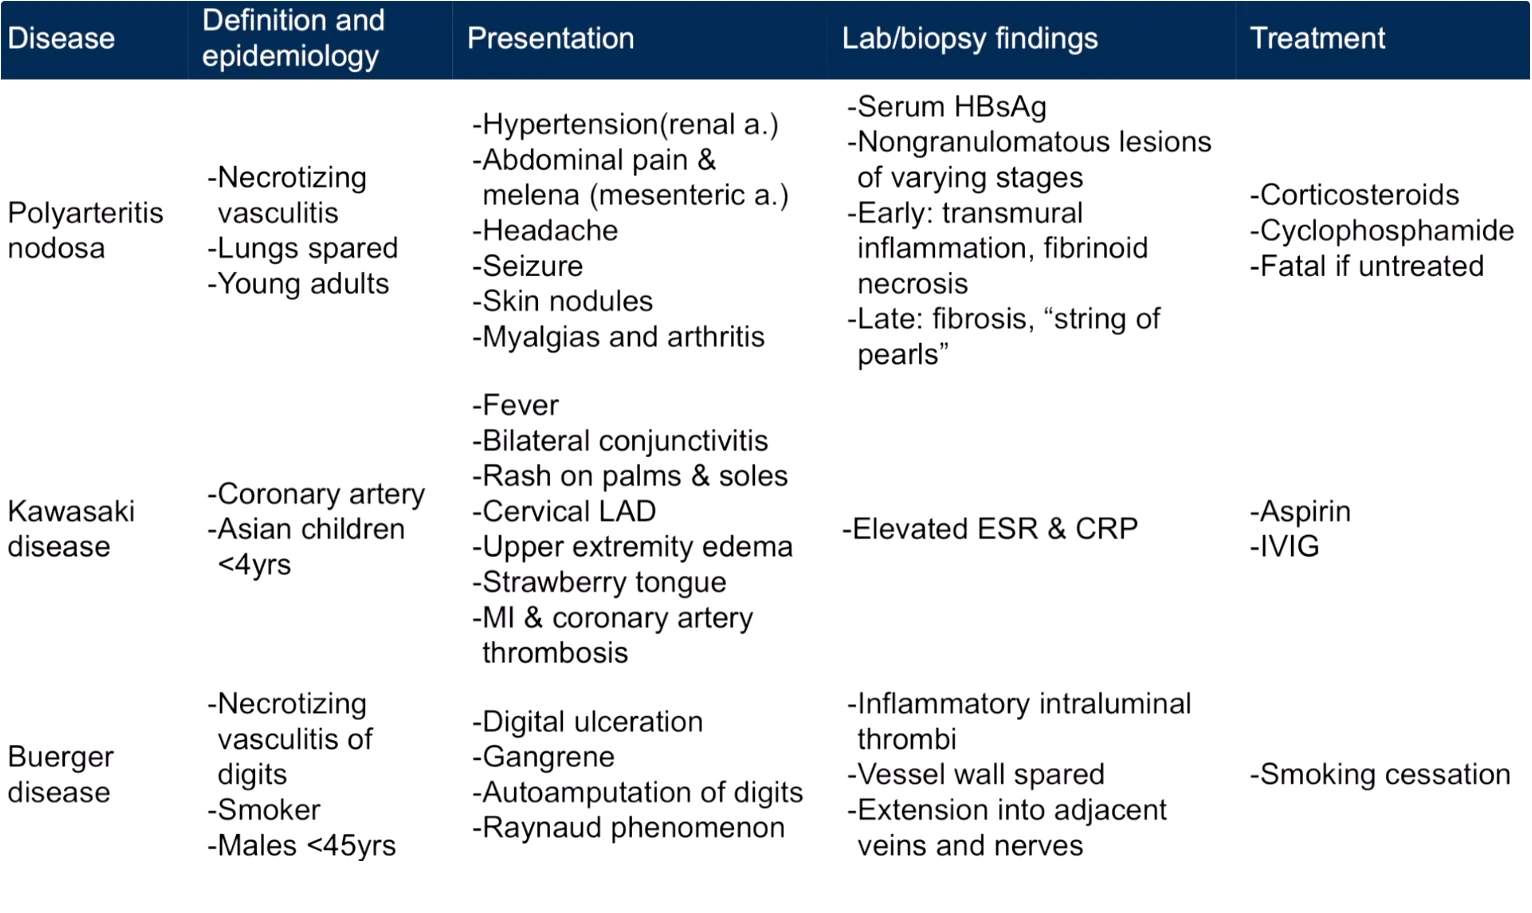 Disease
Definition and
epidemiology
Presentation
Lab/biopsy findings
Treatment
Polyarteritis
nodosa
-Necrotizing
vasculitis
-Lungs spared
-Young adults
-Hypertension(renal a.)
-Abdominal pain &
melena (mesenteric a.)
-Headache
-Seizure
-Skin nodules
-Myalgias and arthritis
-Serum HBsAg
-Nongranulomatous lesions
of varying stages
-Early: transmural
inflammation, fibrinoid
necrosis
-Late: fibrosis, “string of
pearls”
-Corticosteroids
-Cyclophosphamide
-Fatal if untreated
Kawasaki
disease
-Coronary artery
-Asian children
<4yrs
-Fever
-Bilateral conjunctivitis
-Rash on palms & soles
-Cervical LAD
-Upper extremity edema
-Strawberry tongue
-MI & coronary artery
thrombosis
-Elevated ESR & CRP
-Aspirin
-IVIG
Buerger
disease
-Necrotizing
vasculitis of
digits
-Smoker
-Males <45yrs
-Digital ulceration
-Gangrene
-Autoamputation of digits
-Raynaud phenomenon
-Inflammatory intraluminal
thrombi
-Vessel wall spared
-Extension into adjacent
veins and nerves
-Smoking cessation